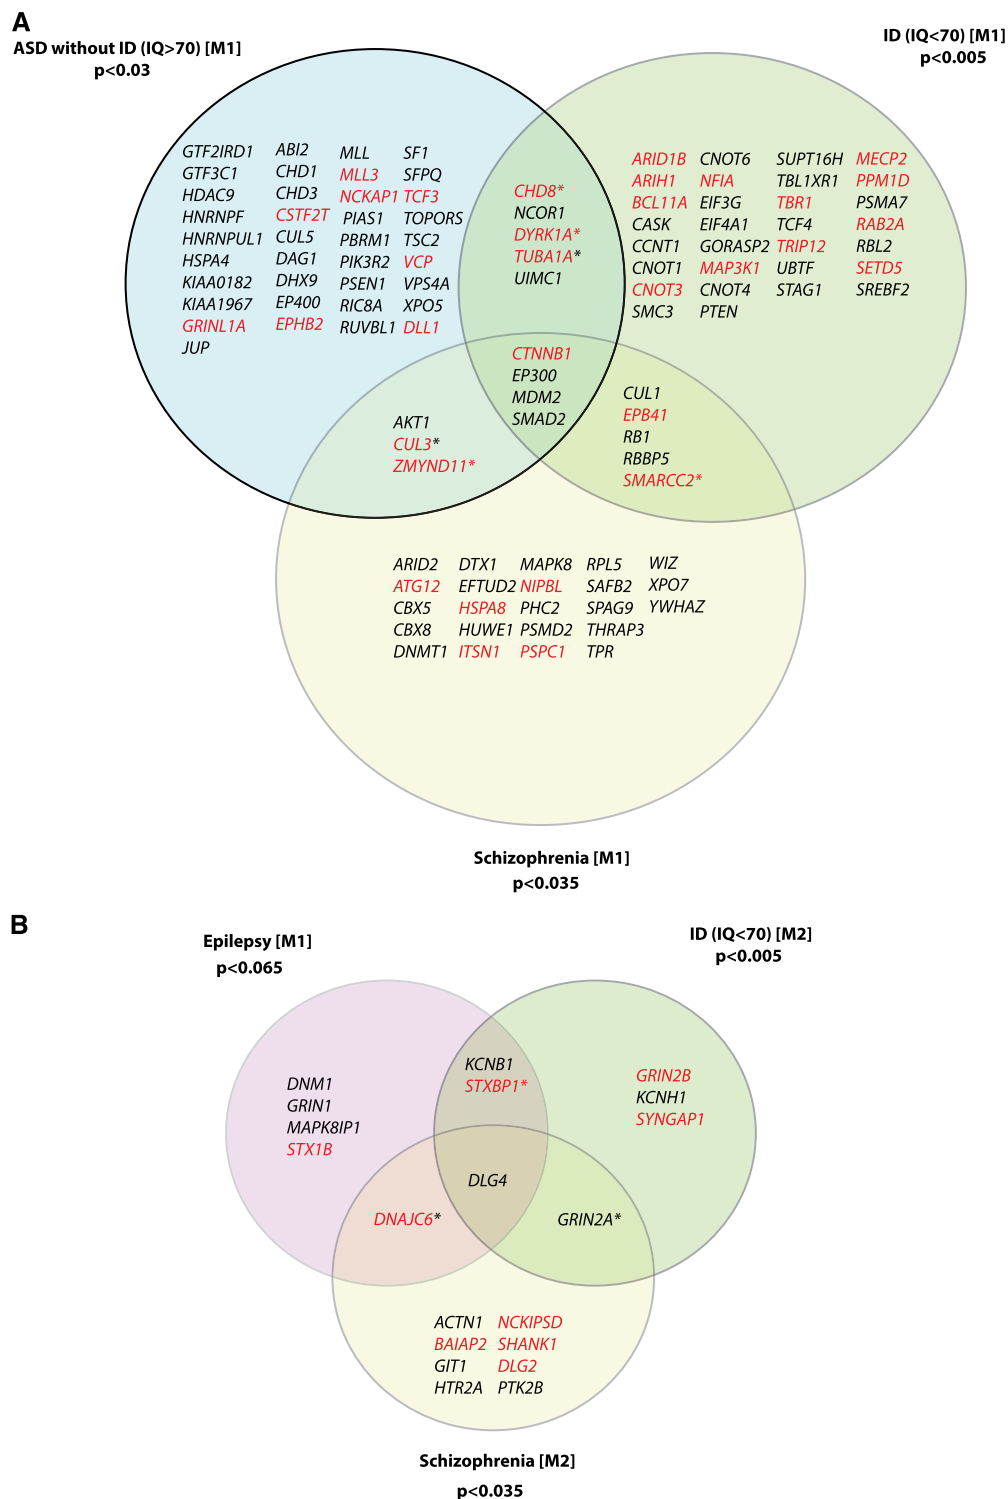 A
ASD without ID (IQ>70) [M1]
p<0.03
ID (IQ<70) [M1]
p<0.005
GTF2IRD1
GTF3C1
HDAC9
HNRNPF
HNRNPUL1
HSPA4
KIAA0182
KIAA1967
GRINL1A
JUP
ABI2
CHD1
CHD3
CSTF2T
CUL5
DAG1
DHX9
EP400
EPHB2
MLL
MLL3
NCKAP1
PIAS1
PBRM1
PIK3R2
PSEN1
RIC8A
RUVBL1
SF1
SFPQ
TCF3
TOPORS
TSC2
VCP
VPS4A
XPO5
DLL1
CHD8*
NCOR1
DYRK1A*
TUBA1A*
UIMC1
ARID1B
ARIH1
BCL11A
CASK
CCNT1
CNOT1
CNOT3
SMC3
CNOT6
NFIA
EIF3G
EIF4A1
GORASP2
MAP3K1
CNOT4
PTEN
SUPT16H
TBL1XR1
TBR1
TCF4
TRIP12
UBTF
STAG1
MECP2
PPM1D
PSMA7
RAB2A
RBL2
SETD5
SREBF2
CTNNB1
EP300
MDM2
SMAD2
AKT1
CUL3*
ZMYND11*
CUL1
EPB41
RB1
RBBP5
SMARCC2*
ARID2
ATG12
CBX5
CBX8
DNMT1
DTX1
EFTUD2
HSPA8
HUWE1
ITSN1
MAPK8
NIPBL
PHC2
PSMD2
PSPC1
RPL5
SAFB2
SPAG9
THRAP3
TPR
WIZ
XPO7
YWHAZ
Schizophrenia [M1]
p<0.035
B
Epilepsy [M1]
p<0.065
ID (IQ<70) [M2]
p<0.005
DNM1
GRIN1
MAPK8IP1
STX1B
KCNB1
STXBP1*
GRIN2B
KCNH1
SYNGAP1
DLG4
DNAJC6*
GRIN2A*
ACTN1
BAIAP2
GIT1
HTR2A
NCKIPSD
SHANK1
DLG2
PTK2B
Schizophrenia [M2]
p<0.035